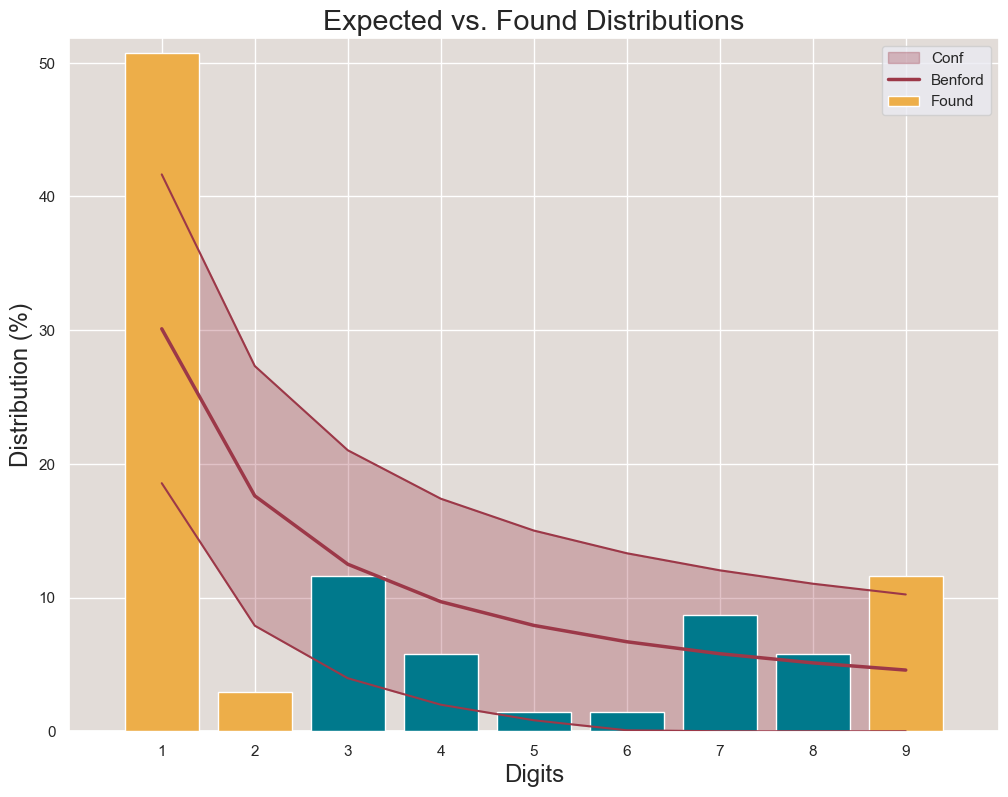 Expected vs. Found Distributions
Conf
Benford
Found
Distribution (%)
50
40
30
20
10
0
1 2 3 4 5 6 7 8 9
Digits